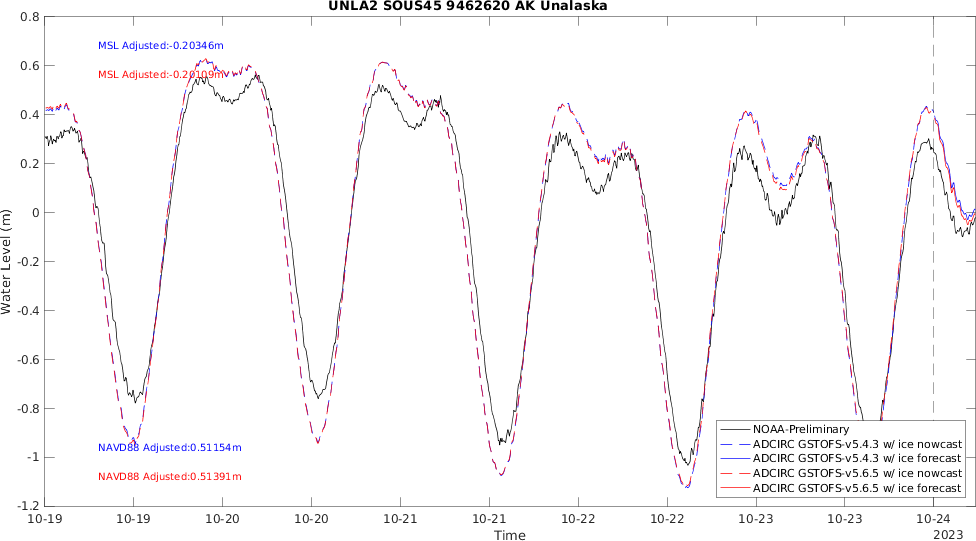 UNLA2 SOUS45 9462620 AK Unalaska
0.8
0.6
0.4
0.2
0
-0.2
-0.4
-0.6
-0.8
-1
-1.2
Water Level (m)
MSL Adjusted:-0.20346m
MSL Adjusted:-0.20109m
NAVD88 Adjusted:0.51154m
NAVD88 Adjusted:0.51391m
NOAA-Preliminary
ADCIRC GSTOFS-v5.4.3 w/ ice nowcast
ADCIRC GSTOFS-v5.4.3 w/ ice forecast
ADCIRC GSTOFS-v5.6.5 w/ ice nowcast
ADCIRC GSTOFS-v5.6.5 w/ ice forecast
10-19 10-19 10-20 10-20 10-21 10-21 10-22 10-22 10-23 10-23 10-24
2023
Time